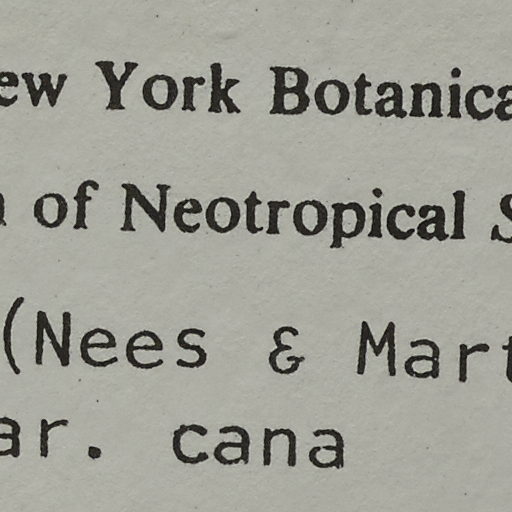 ew York Botanica
of Neotropical S
(Nees & Mart
ar. cana